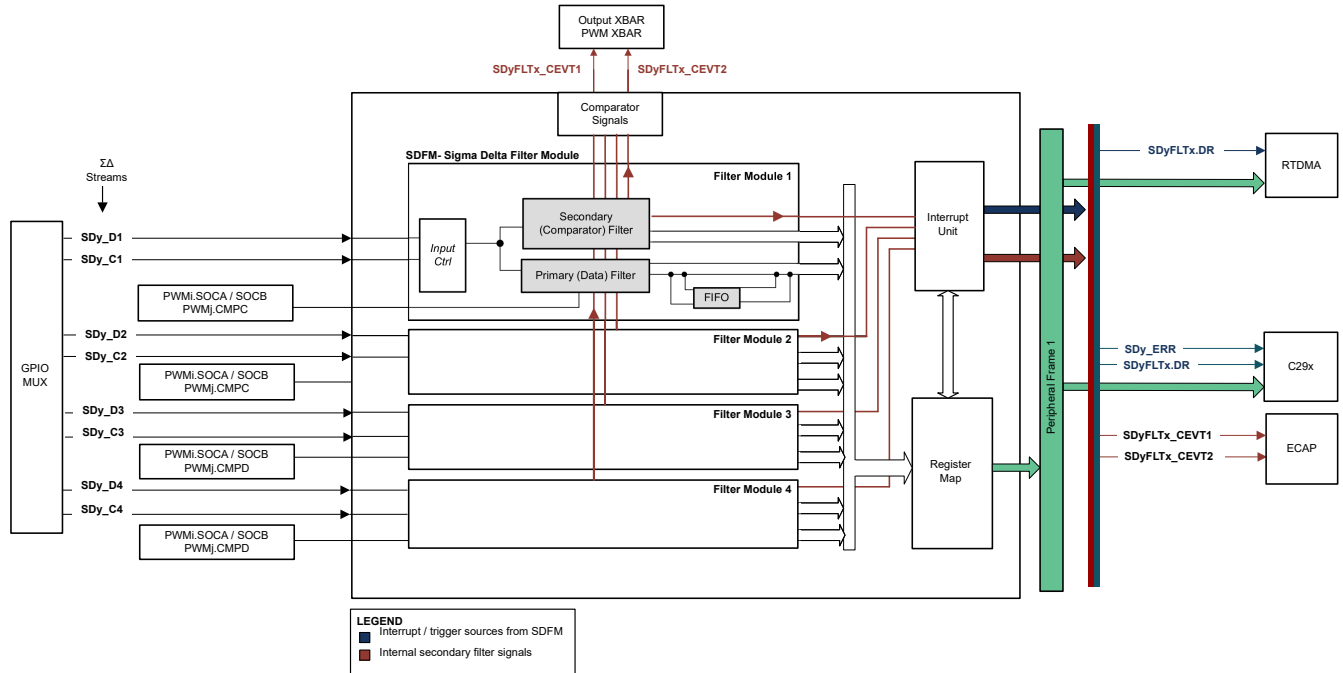 Output XBAR
PWM XBAR
SDyFLTx_CEVT1
SDyFLTx_CEVT2
Comparator
Signals
SDFM- Sigma Delta Filter Module
ΣΔ
Streams
Filter Module 1
SDyFLTx.DR
RTDMA
Secondary
(Comparator) Filter
Interrupt
Unit
GPIO
MUX
SDy_D1
SDy_C1
Input
Ctrl
Primary (Data) Filter
FIFO
PWMi.SOCA / SOCB
PWMj.CMPC
SDy_D2
SDy_C2
Filter Module 2
PWMi.SOCA / SOCB
PWMj.CMPC
Peripheral Frame 1
SDy_ERR
SDyFLTx.DR
C29x
SDy_D3
SDy_C3
Filter Module 3
PWMi.SOCA / SOCB
PWMj.CMPD
SDyFLTx_CEVT1
SDyFLTx_CEVT2
ECAP
Register
Map
SDy_D4
SDy_C4
Filter Module 4
PWMi.SOCA / SOCB
PWMj.CMPD
LEGEND
Interrupt / trigger sources from SDFM
Internal secondary filter signals